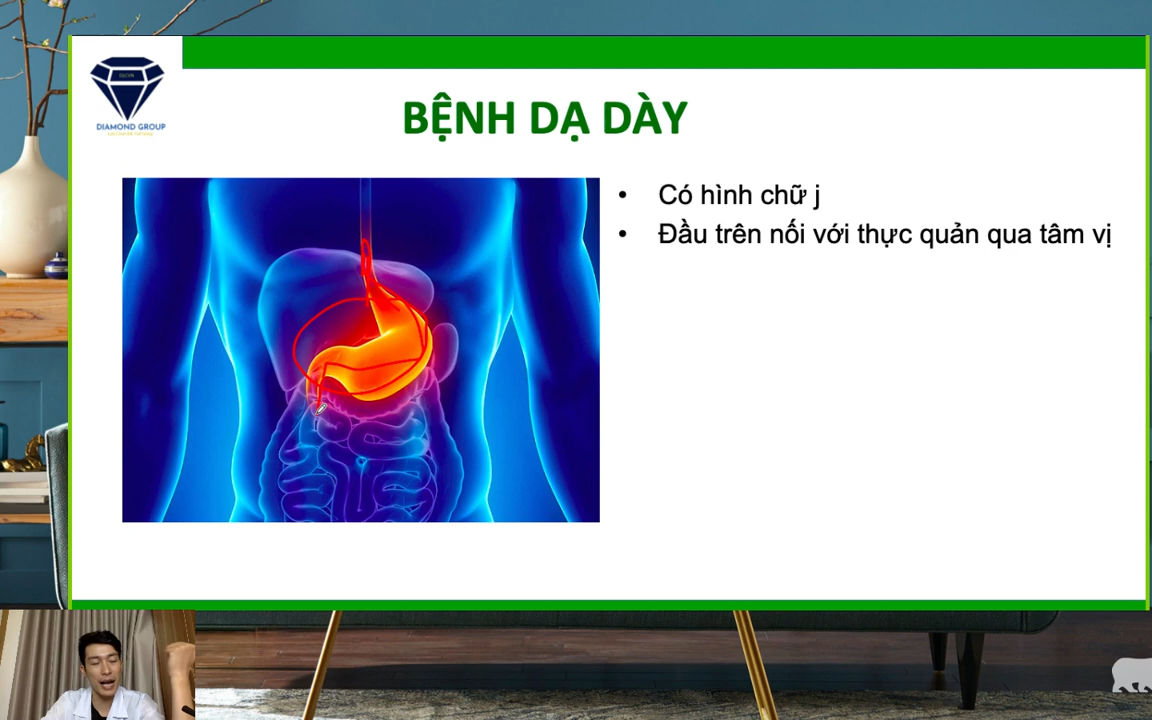 DIAMOND GROUP
BỆNH DẠ DÀY
• Có hình chữ j
• Đầu trên nối với thực quản qua tâm vị